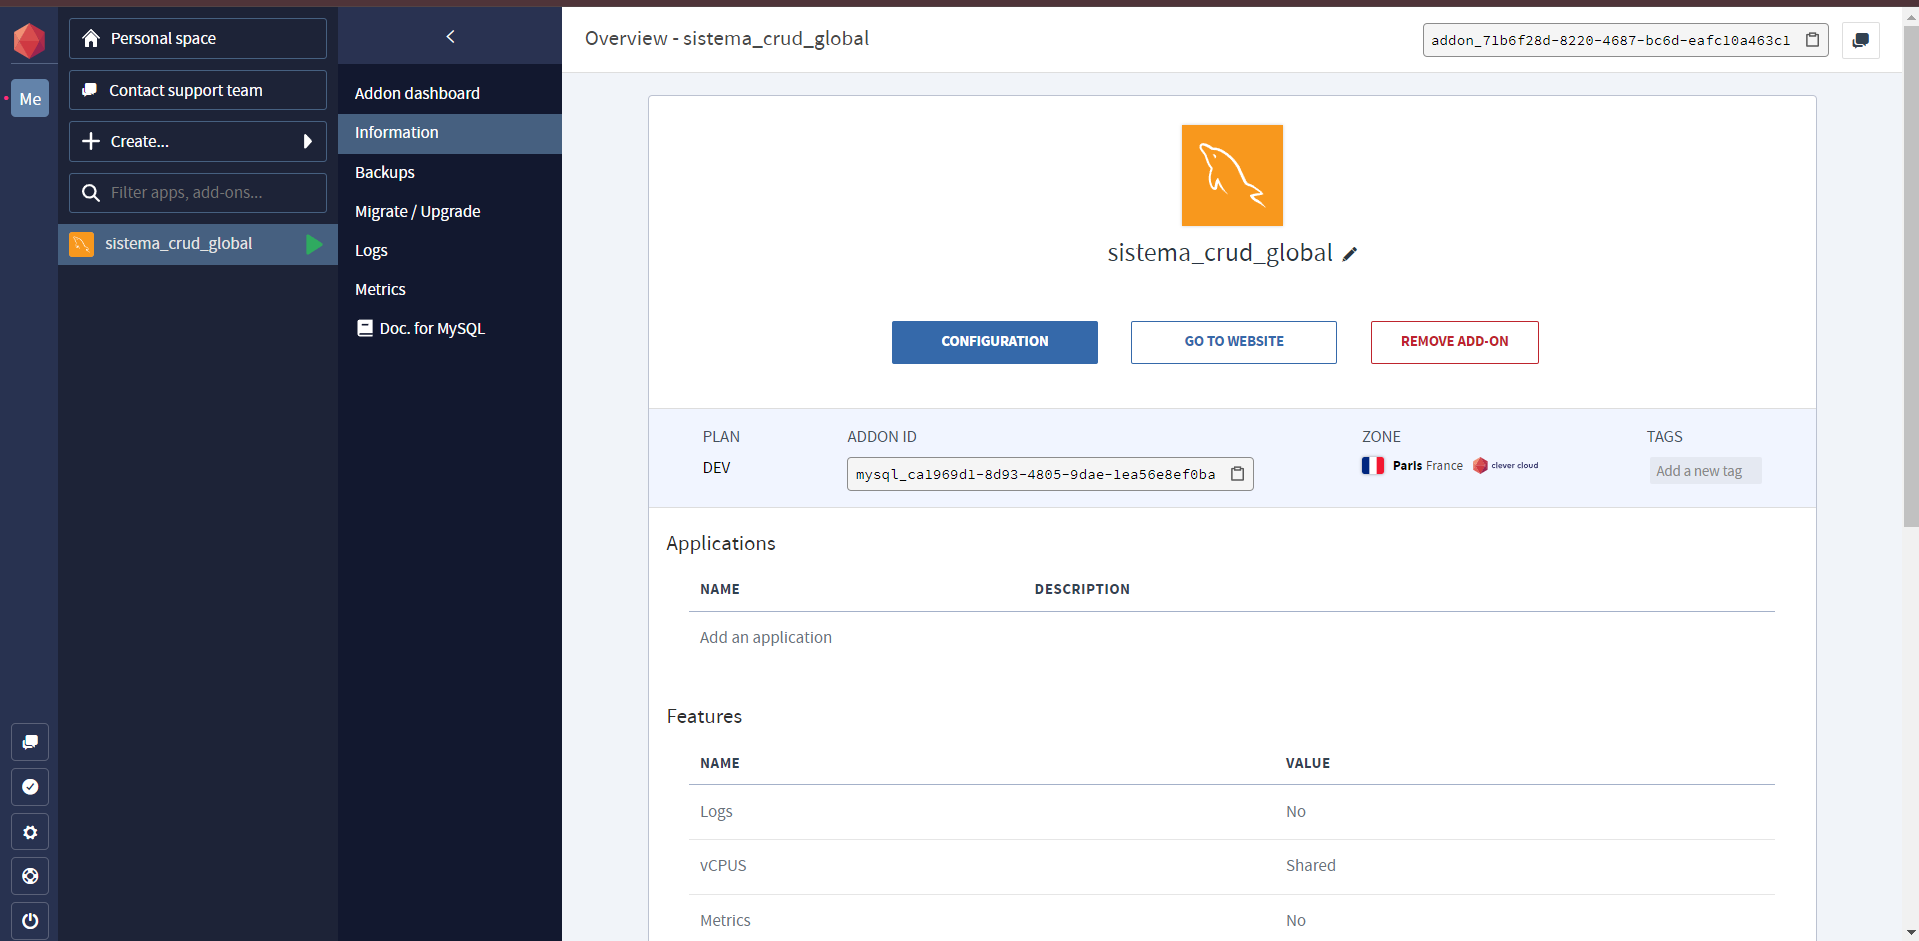 Me
Personal space
Contact support team
Create...
Filter apps, add-ons...
sistema_crud_global
Addon dashboard
Information
Backups
Migrate / Upgrade
Logs
Metrics
Doc. for MySQL
Overview - sistema_crud_global
addon_71b6f28d-8220-4687-bc6d-eafc10a463c1
sistema_crud_global
CONFIGURATION
GO TO WEBSITE
REMOVE ADD-ON
PLAN
DEV
ADDON ID
mysql_ca1969d1-8d93-4805-9dae-1ea56e8ef0ba
ZONE
Paris France clever cloud
TAGS
Add a new tag
Applications
NAME DESCRIPTION
Add an application
Features
NAME VALUE
Logs No
vCPUS Shared
Metrics No